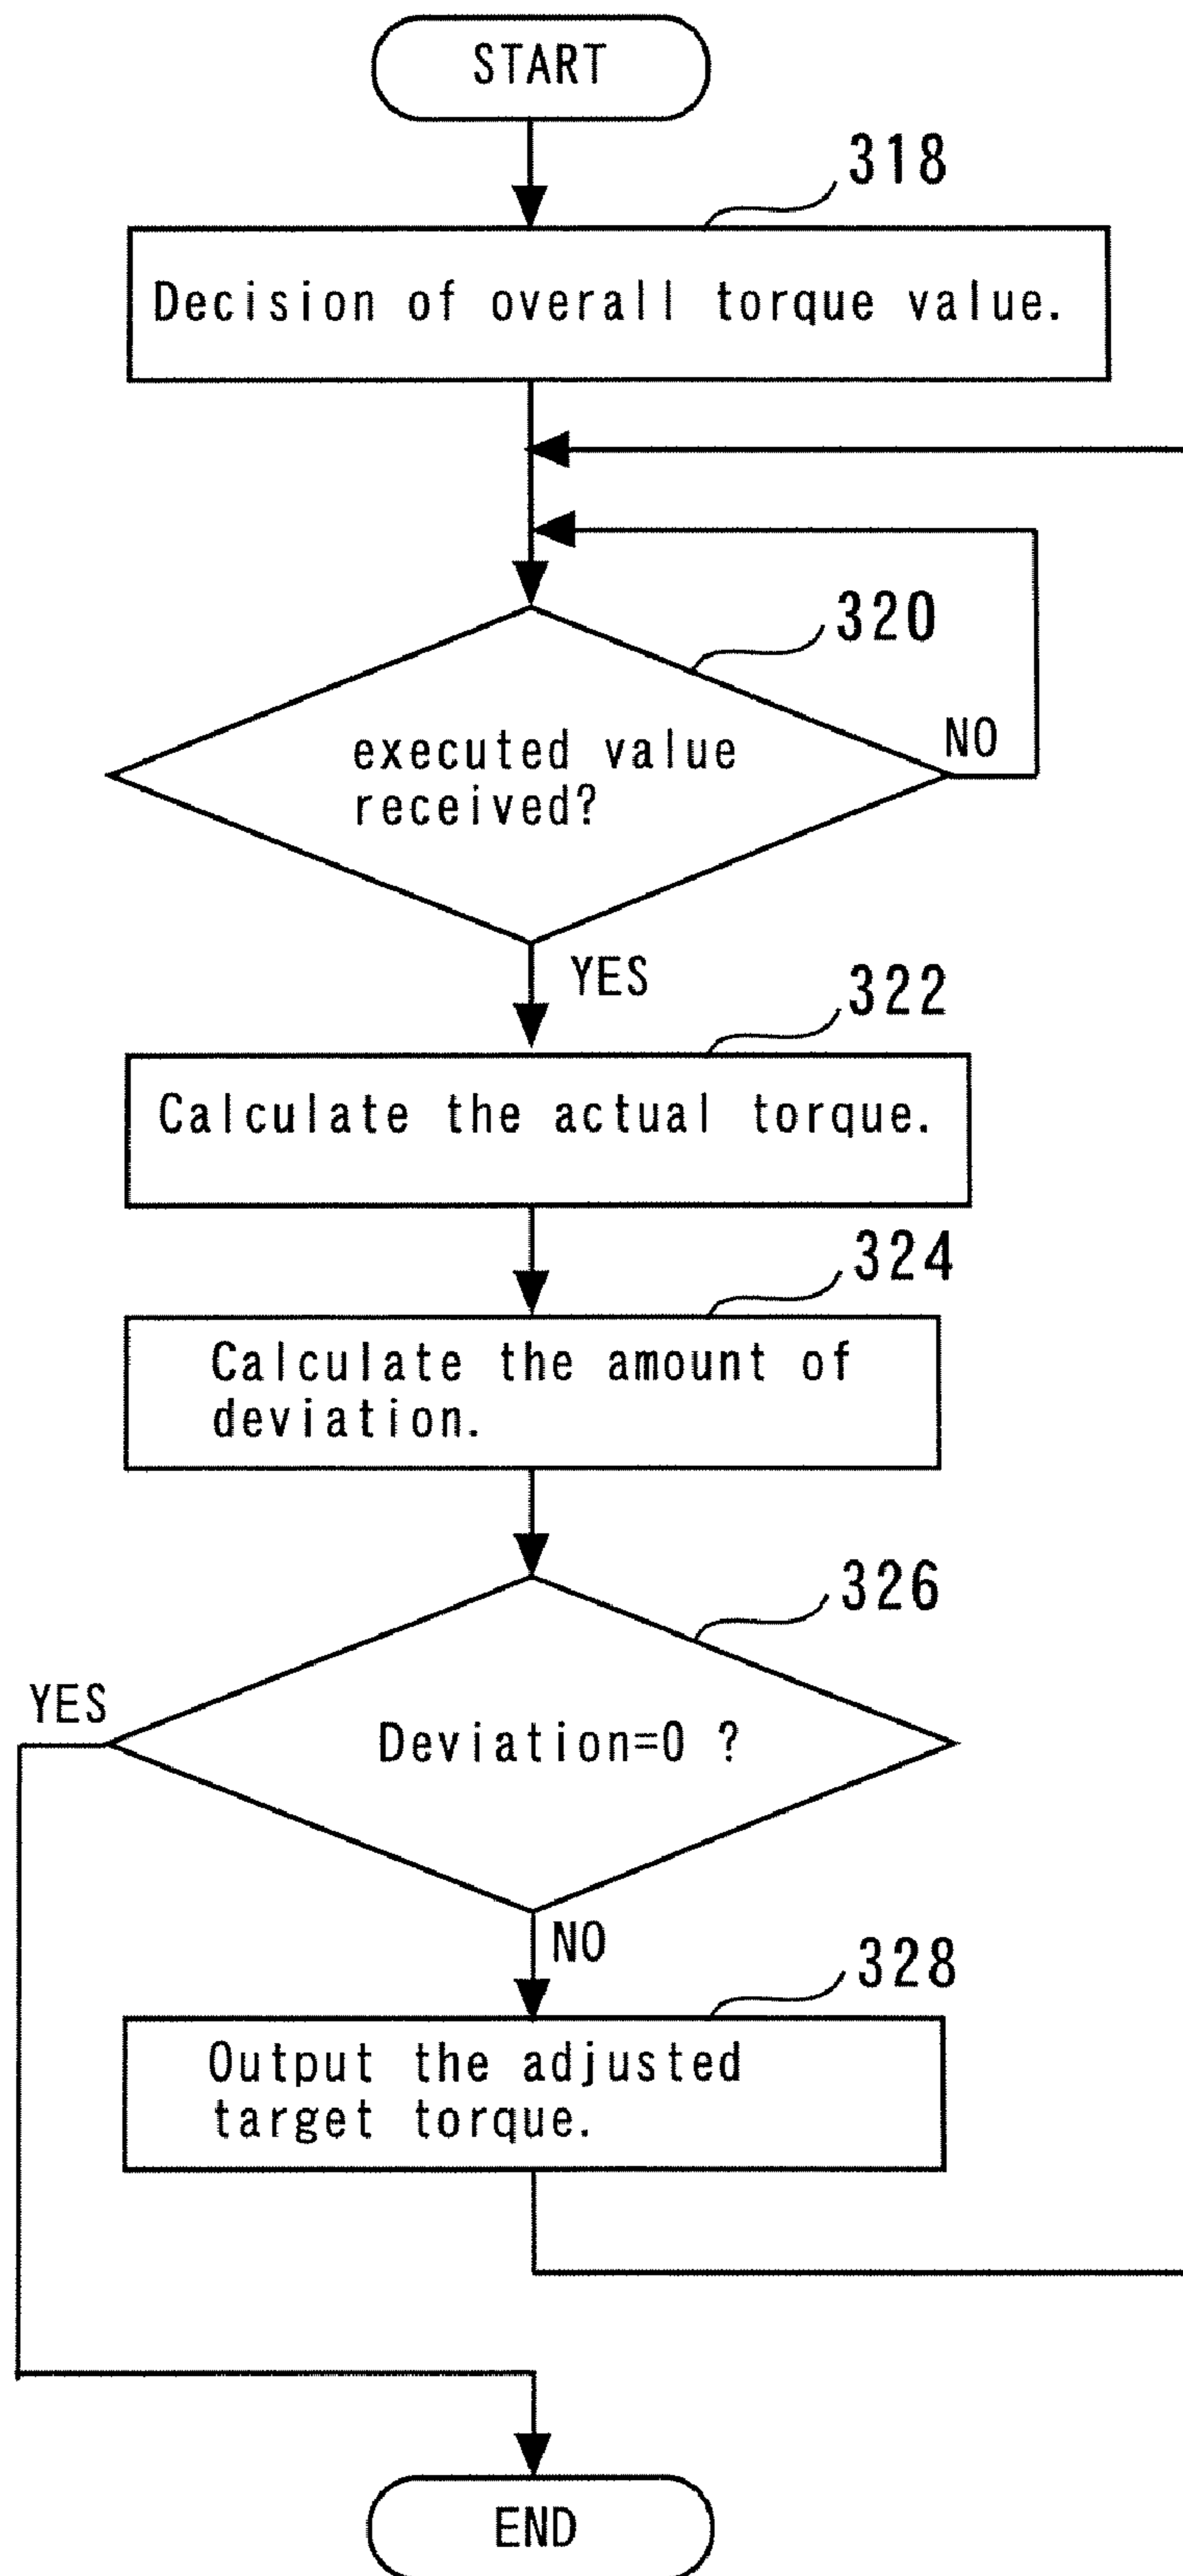 START
318
Decision of overall torque value.
320
executed value
received?
NO
YES
322
Calculate the actual torque.
324
Calculate the amount of
deviation.
326
YES
Deviation=0 ?
NO
328
Output the adjusted
target torque.
END